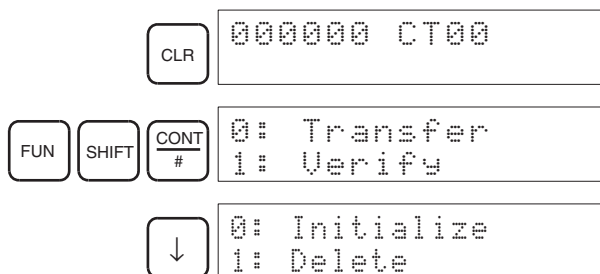 CLR
000000 CT00
FUN SHIFT CONT
#
0: Transfer
1: Verify
↓
0: Initialize
1: Delete